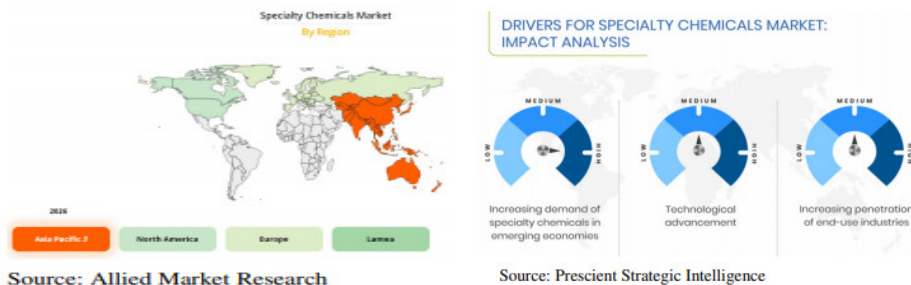 Specialty Chemicals Market
By Region
2026
Asia Pacific
North America
Europe
Lamea
Source: Allied Market Research
DRIVERS FOR SPECIALTY CHEMICALS MARKET:
IMPACT ANALYSIS
MEDIUM
LOW
HIGH
MEDIUM
LOW
HIGH
MEDIUM
LOW
HIGH
Increasing demand of
specialty chemicals in
emerging economies
Technological
advancement
Increasing penetration
of end-use industries
Source: Prescient Strategic Intelligence